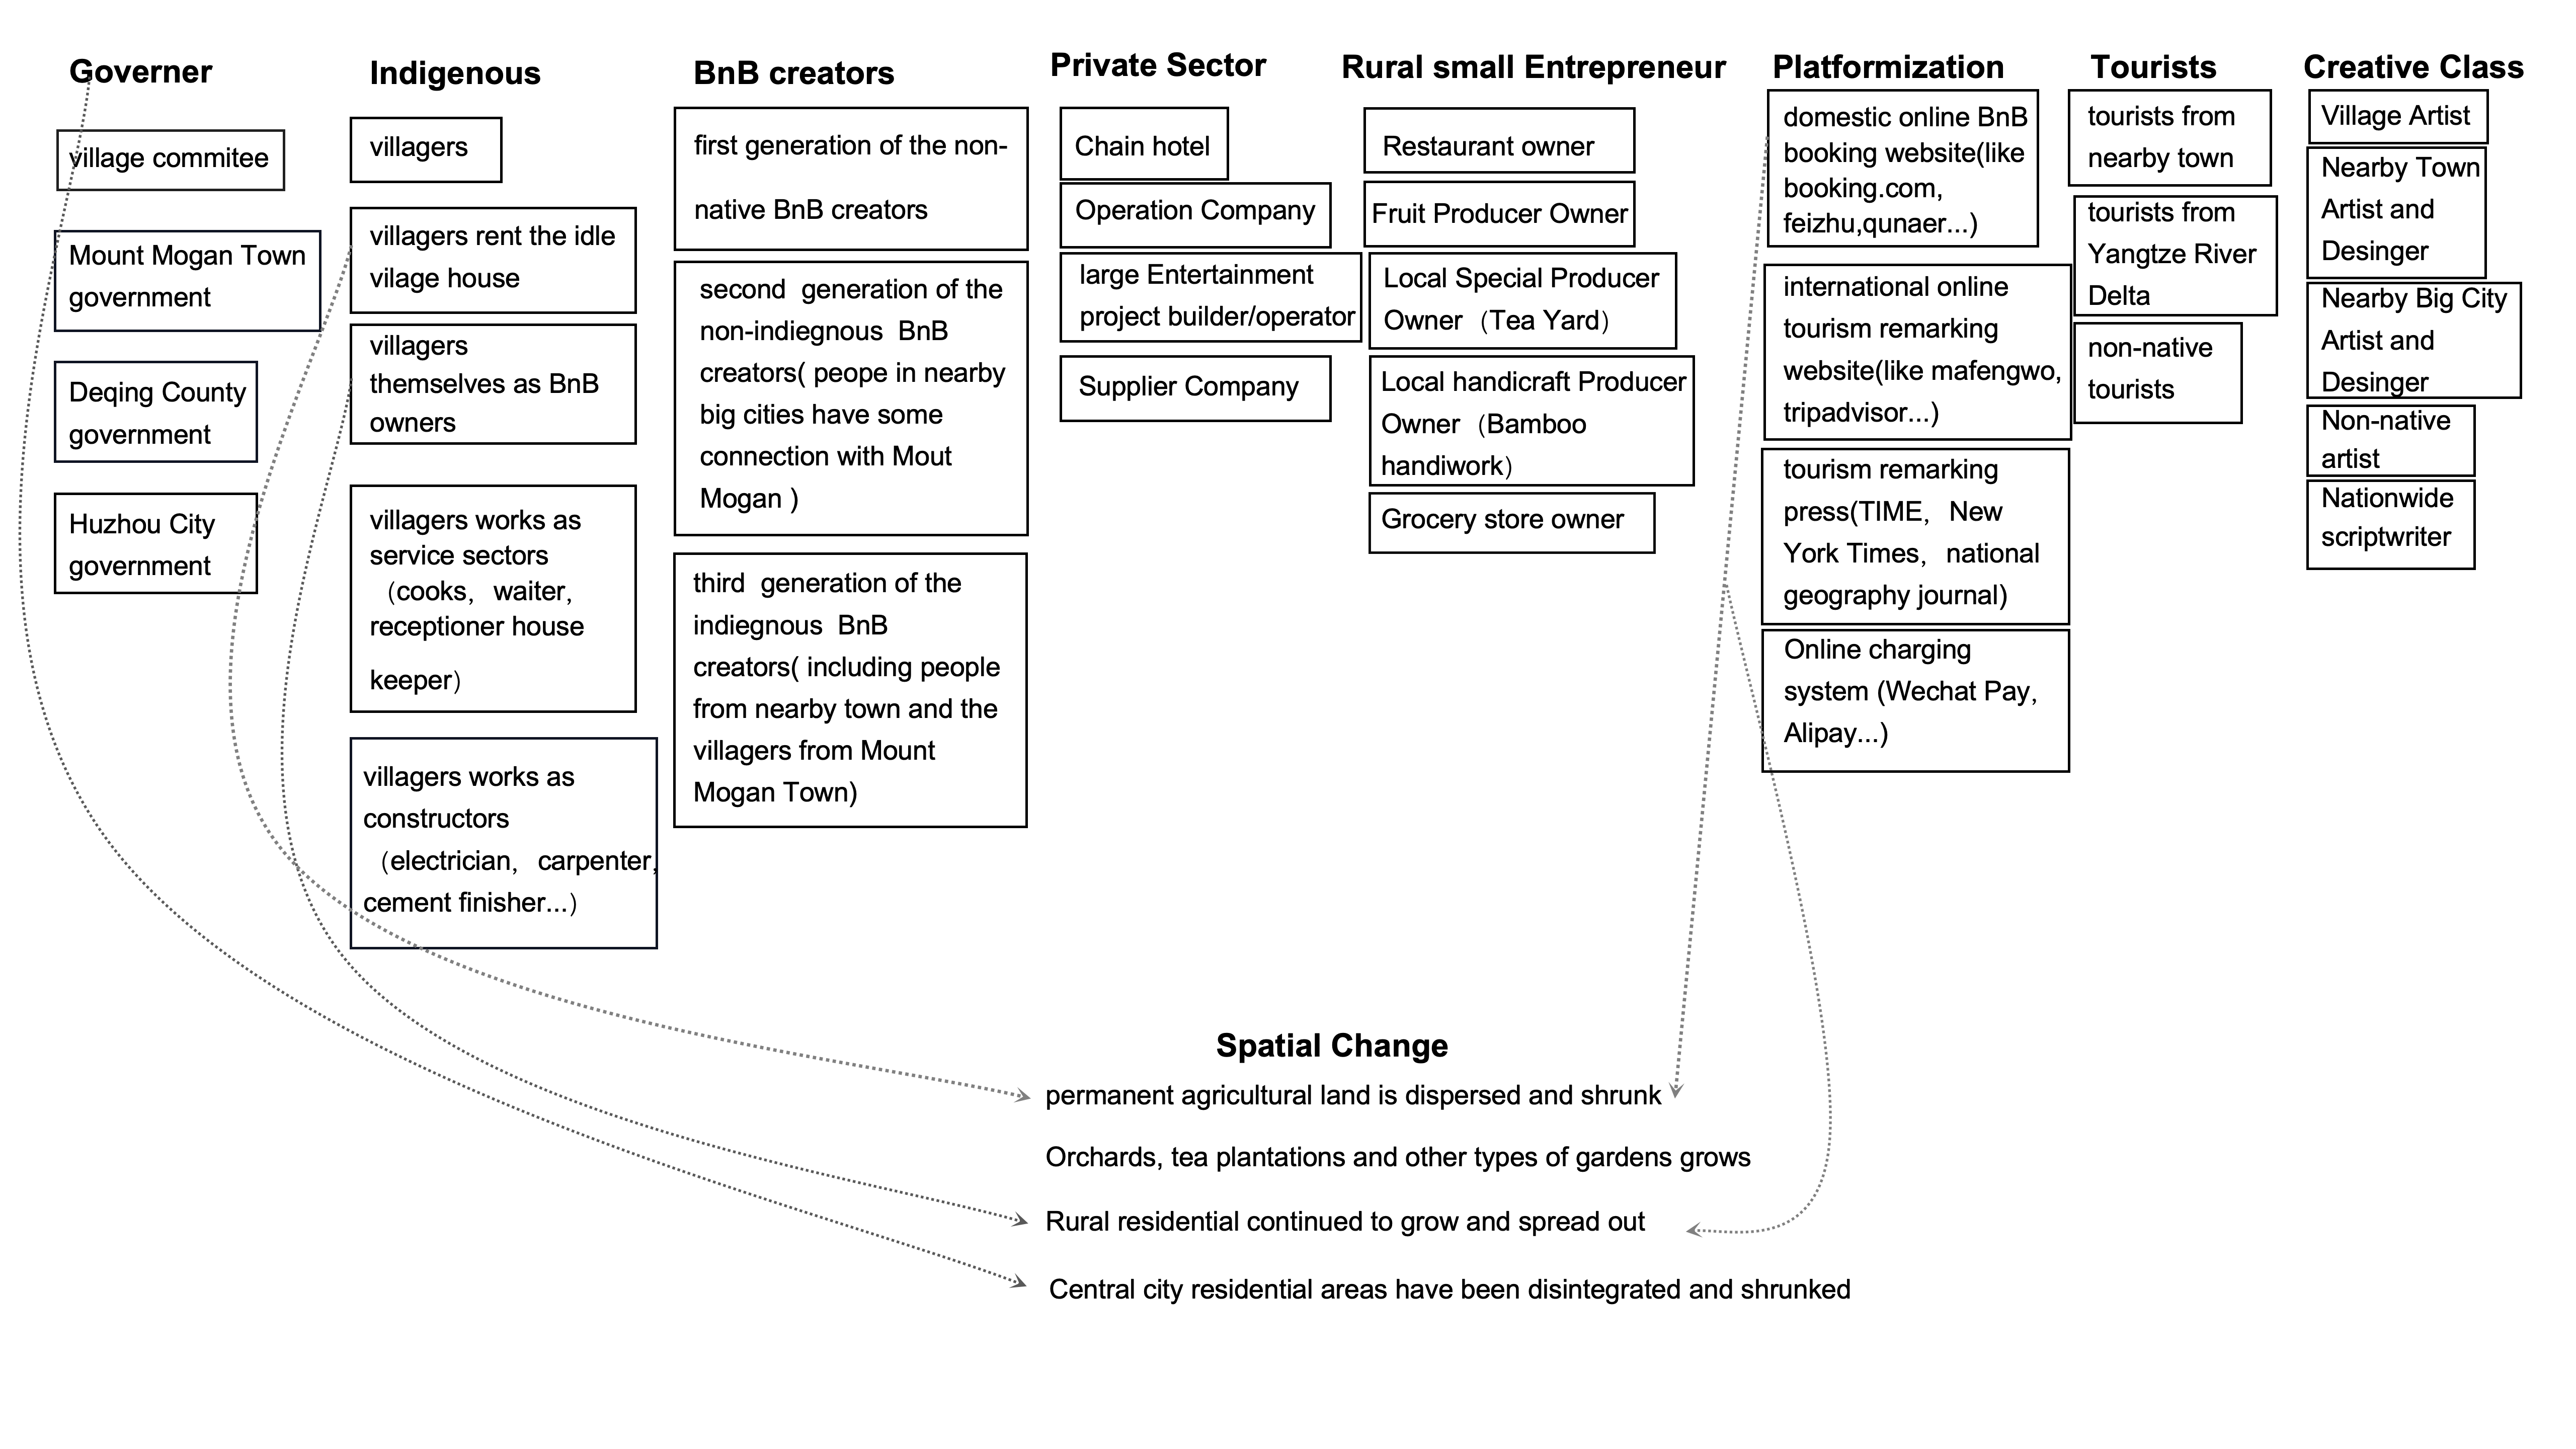 Governer
village commitee
Mount Mogan Town
government
Deqing County
government
Huzhou City
government
Indigenous
villagers
villagers rent the idle
vilage house
villagers
themselves as BnB
owners
villagers works as
service sectors
（cooks， waiter，
receptioner house
keeper）
villagers works as
constructors
（electrician， carpenter，
cement finisher...）
BnB creators
first generation of the non-
native BnB creators
second generation of the
non-indiegnous BnB
creators( peope in nearby
big cities have some
connection with Mout
Mogan )
third generation of the
indiegnous BnB
creators( including people
from nearby town and the
villagers from Mount
Mogan Town)
Private Sector
Chain hotel
Operation Company
large Entertainment
project builder/operator
Supplier Company
Rural small Entrepreneur
Restaurant owner
Fruit Producer Owner
Local Special Producer
Owner（Tea Yard）
Local handicraft Producer
Owner（Bamboo
handiwork）
Grocery store owner
Platformization
domestic online BnB
booking website(like
booking.com,
feizhu,qunaer...)
international online
tourism remarking
website(like mafengwo,
tripadvisor...)
tourism remarking
press(TIME， New
York Times， national
geography journal)
Online charging
system (Wechat Pay,
Alipay...)
Tourists
tourists from
nearby town
tourists from
Yangtze River
Delta
non-native
tourists
Creative Class
Village Artist
Nearby Town
Artist and
Desinger
Nearby Big City
Artist and
Desinger
Non-native
artist
Nationwide
scriptwriter
Spatial Change
permanent agricultural land is dispersed and shrunk
Orchards, tea plantations and other types of gardens grows
Rural residential continued to grow and spread out
Central city residential areas have been disintegrated and shrunked